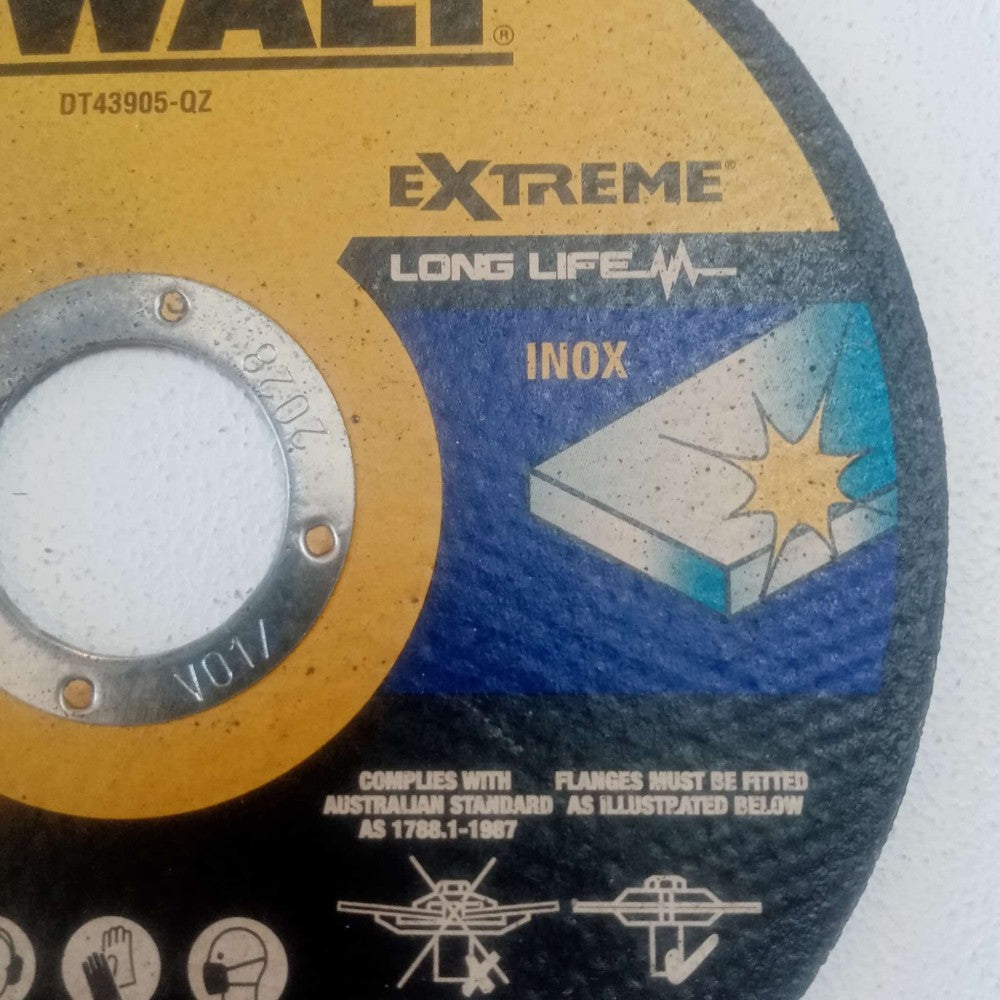 WALT®
DT43905-QZ
EXTREME®
LONG LIFE
INOX
V01/ 2028
COMPLIES WITH
AUSTRALIAN STANDARD
AS 1788.1-1987
FLANGES MUST BE FITTED
AS ILLUSTRATED BELOW